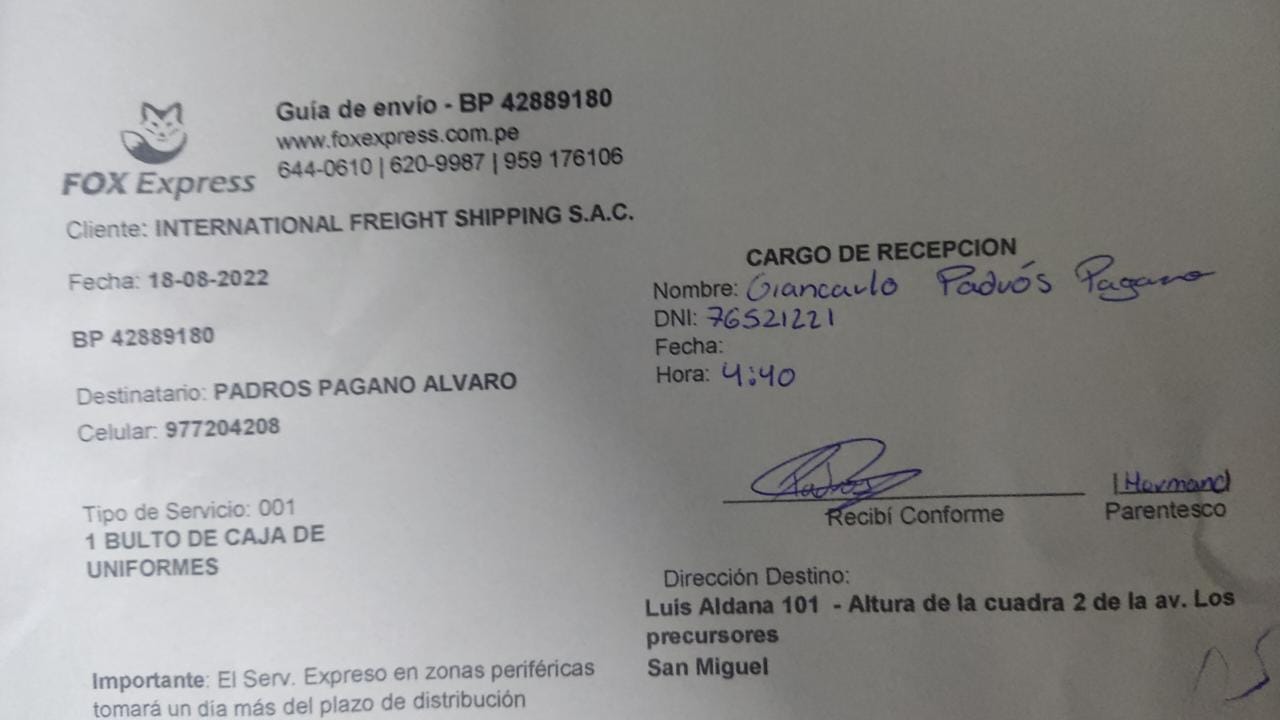 FOX Express
Guía de envío - BP 42889180
www.foxexpress.com.pe
644-0610 | 620-9987 | 959 176106
Cliente: INTERNATIONAL FREIGHT SHIPPING S.A.C.
Fecha: 18-08-2022
BP 42889180
Destinatario: PADROS PAGANO ALVARO
Celular: 977204208
Tipo de Servicio: 001
1 BULTO DE CAJA DE
UNIFORMES
Importante: El Serv. Expreso en zonas periféricas
tomará un día más del plazo de distribución
CARGO DE RECEPCION
Nombre: Giancarlo Padrós Pagano
DNI: 76521221
Fecha:
Hora: 4:40
Padros
Recibí Conforme
Hermano
Parentesco
Dirección Destino:
Luis Aldana 101 - Altura de la cuadra 2 de la av. Los
precursores
San Miguel